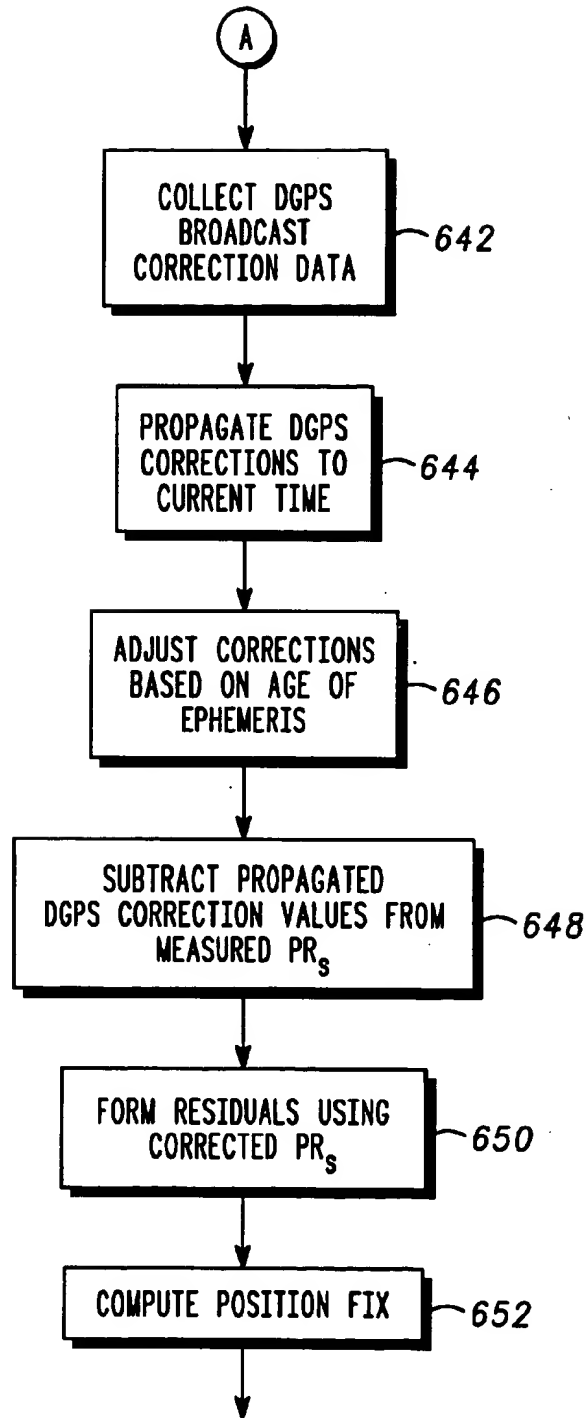 A
COLLECT DGPS
BROADCAST
CORRECTION DATA
642
PROPAGATE DGPS
CORRECTIONS TO
CURRENT TIME
644
ADJUST CORRECTIONS
BASED ON AGE OF
EPHEMERIS
646
SUBTRACT PROPAGATED
DGPS CORRECTION VALUES FROM
MEASURED PRs
648
FORM RESIDUALS USING
CORRECTED PRs
650
COMPUTE POSITION FIX
652